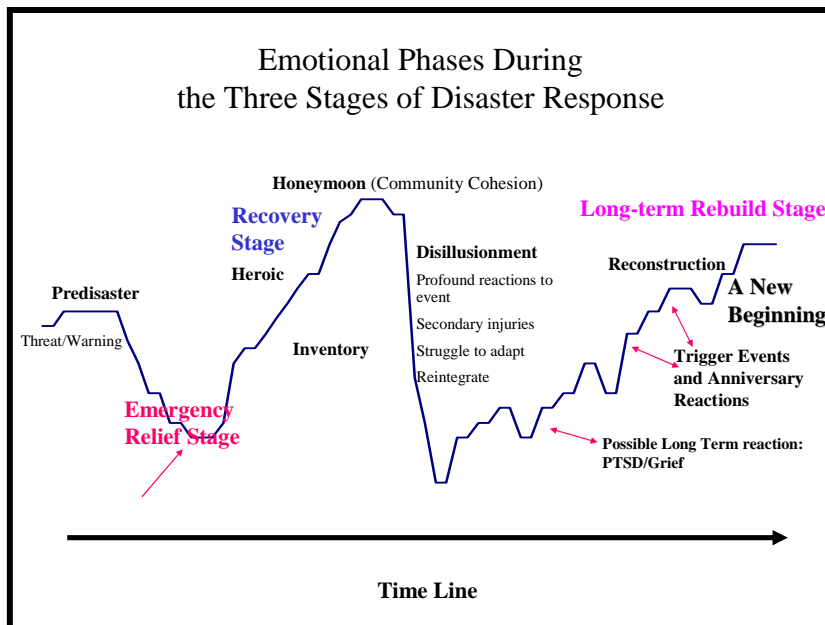 Emotional Phases During
the Three Stages of Disaster Response
Honeymoon (Community Cohesion)
Recovery
Stage
Long-term Rebuild Stage
Heroic
Disillusionment
Profound reactions to
event
Secondary injuries
Struggle to adapt
Reintegrate
Reconstruction
A New
Beginning
Predisaster
Threat/Warning
Inventory
Trigger Events
and Anniversary
Reactions
Emergency
Relief Stage
Possible Long Term reaction:
PTSD/Grief
Time Line